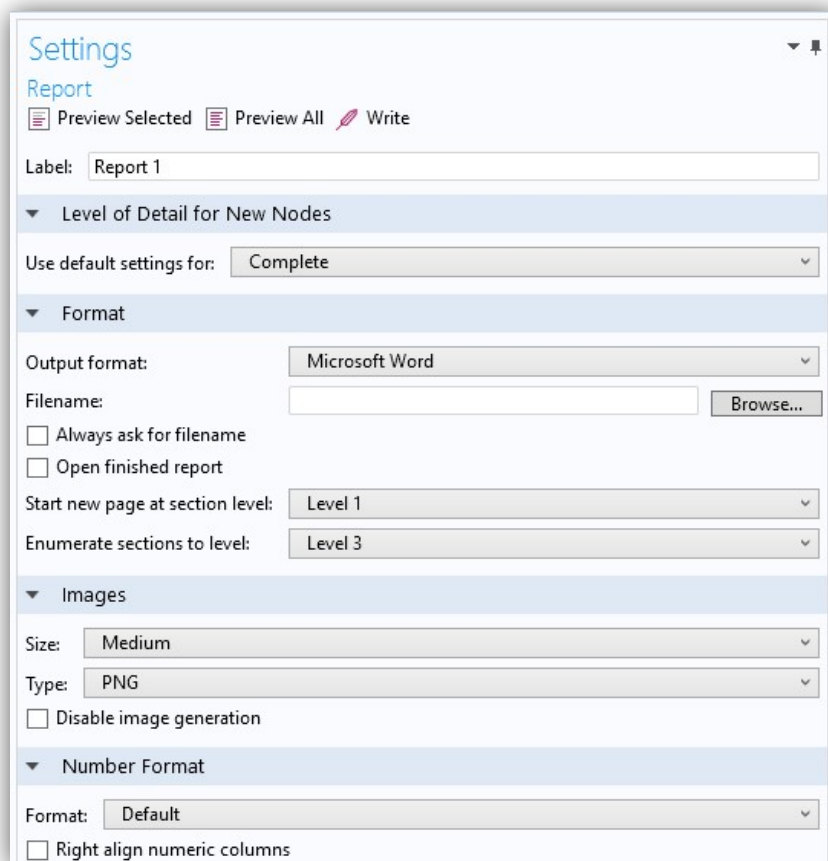 Settings
Report
Preview Selected Preview All Write
Label: Report 1
Level of Detail for New Nodes
Use default settings for: Complete
Format
Output format: Microsoft Word
Filename: Browse...
Always ask for filename
Open finished report
Start new page at section level: Level 1
Enumerate sections to level: Level 3
Images
Size: Medium
Type: PNG
Disable image generation
Number Format
Format: Default
Right align numeric columns